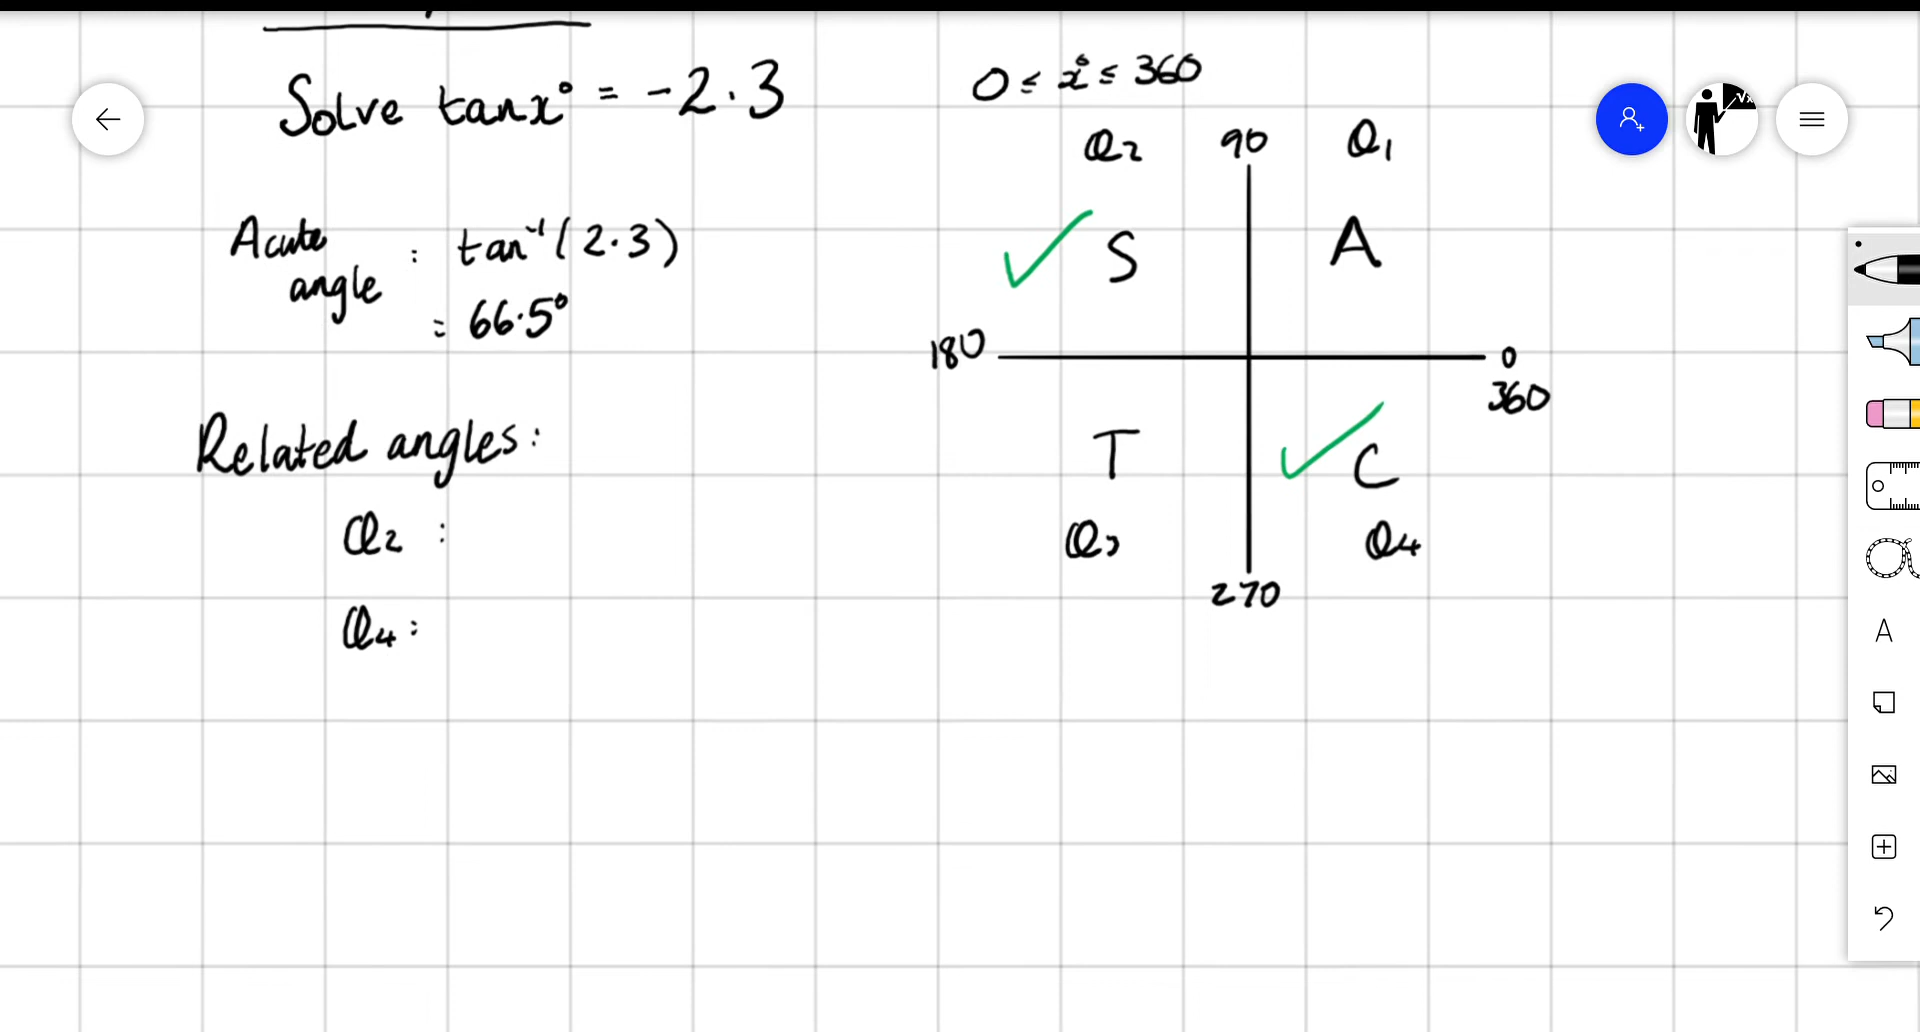 Solve tanx° = -2.3
Acute angle : tan⁻¹(2.3)
= 66.5°
Related angles:
Q₂ :
Q₄ :
0 ≤ x° ≤ 360
Q₂ 90 Q₁
S A
180 0
360
T C
Q₃ Q₄
270
√x
A